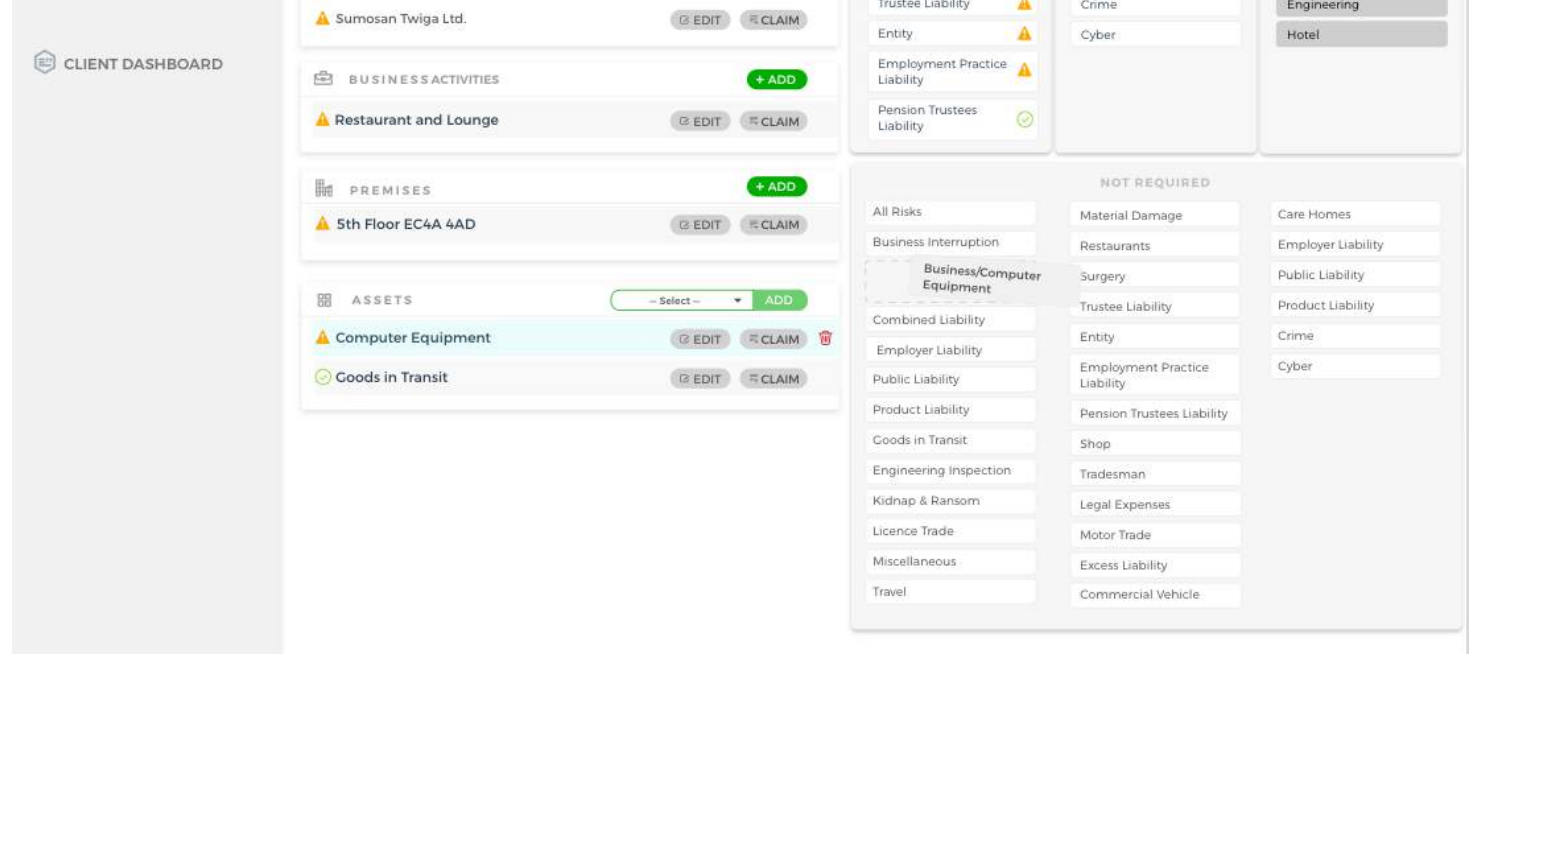 CLIENT DASHBOARD
Sumosan Twiga Ltd.
EDIT
CLAIM
BUSINESS ACTIVITIES
+ ADD
Restaurant and Lounge
EDIT
CLAIM
PREMISES
+ ADD
5th Floor EC4A 4AD
EDIT
CLAIM
ASSETS
-- Select --
ADD
Computer Equipment
EDIT
CLAIM
Goods in Transit
EDIT
CLAIM
Trustee Liability
Entity
Employment Practice
Liability
Pension Trustees
Liability
Crime
Cyber
Engineering
Hotel
NOT REQUIRED
All Risks
Business Interruption
Business/Computer
Equipment
Combined Liability
Employer Liability
Public Liability
Product Liability
Goods in Transit
Engineering Inspection
Kidnap & Ransom
Licence Trade
Miscellaneous
Travel
Material Damage
Restaurants
Surgery
Trustee Liability
Entity
Employment Practice
Liability
Pension Trustees Liability
Shop
Tradesman
Legal Expenses
Motor Trade
Excess Liability
Commercial Vehicle
Care Homes
Employer Liability
Public Liability
Product Liability
Crime
Cyber